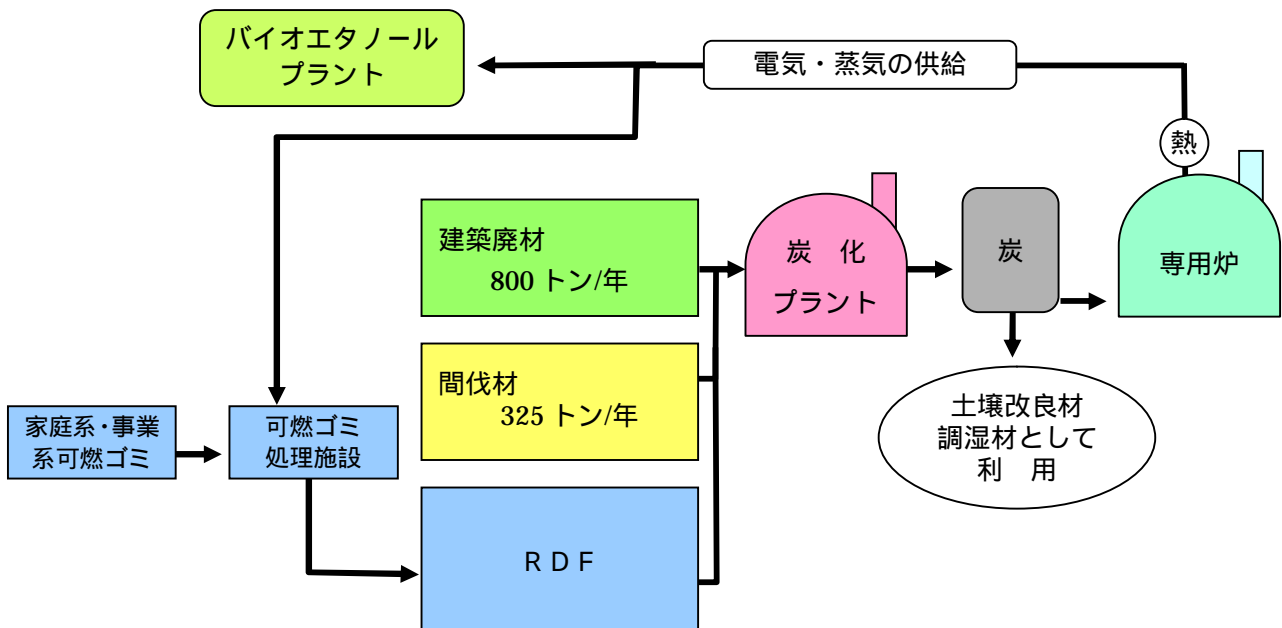 バイオエタノール
プラント
電気・蒸気の供給
熱
建築廃材
800 トン/年
炭　化
プラント
炭
専用炉
間伐材
325 トン/年
土壌改良材
調湿材として
利　用
家庭系・事業
系可燃ゴミ
可燃ゴミ
処理施設
ＲＤＦ